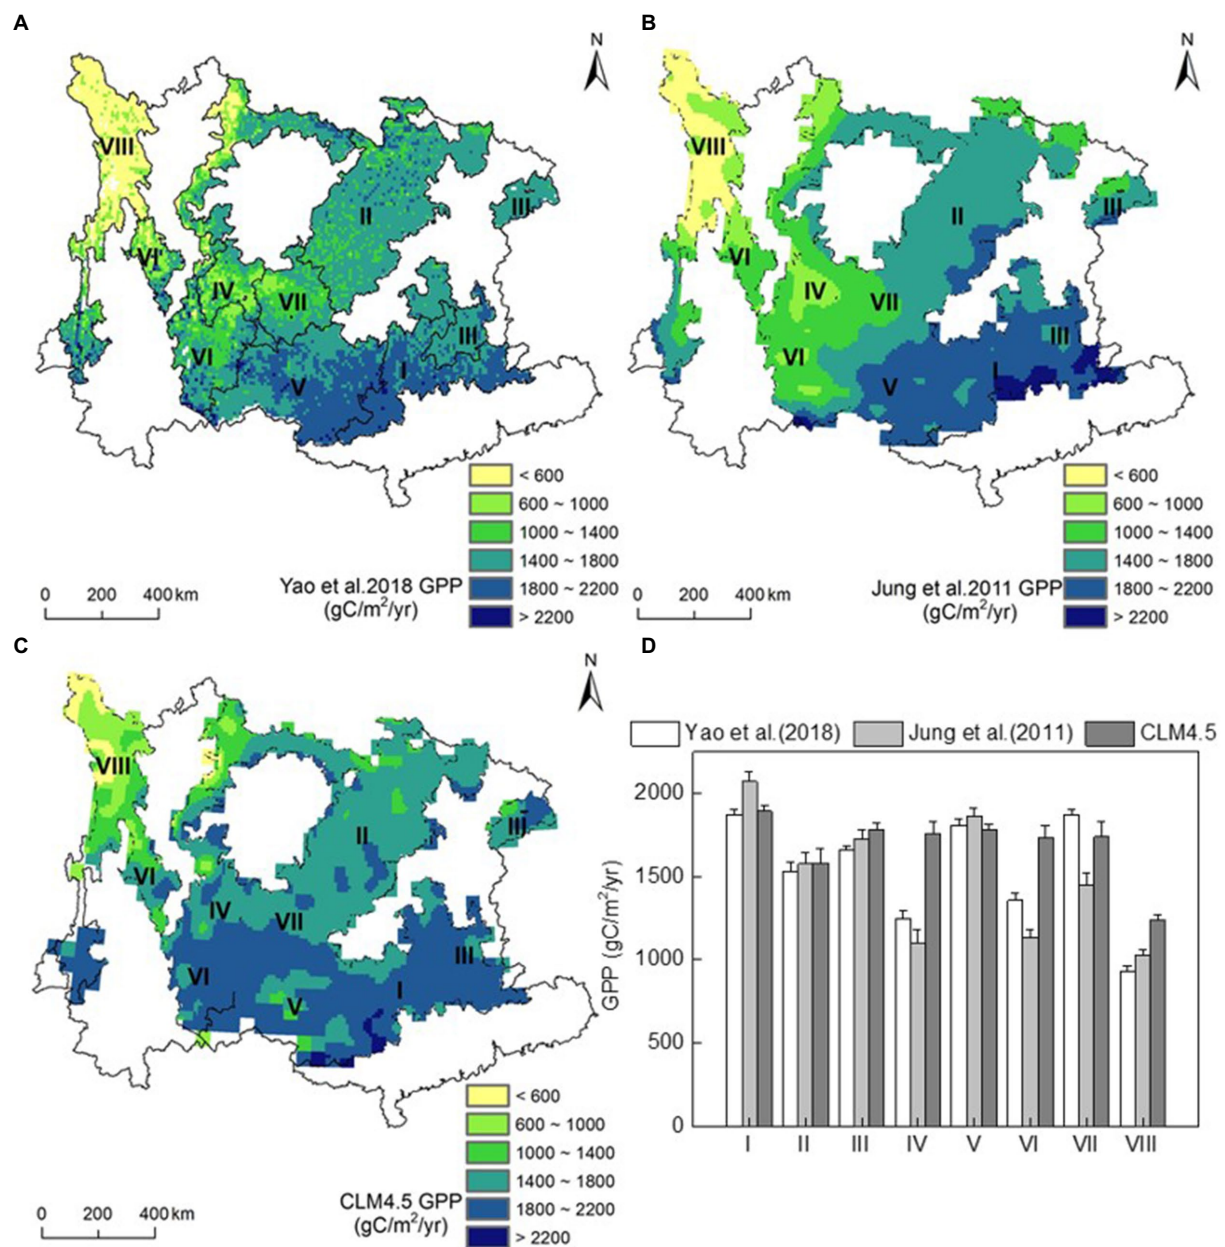 A
N
VIII
II
III
VI
IV
VII
VI
III
V
I
< 600
600 ~ 1000
1000 ~ 1400
1400 ~ 1800
1800 ~ 2200
> 2200
Yao et al.2018 GPP
(gC/m²/yr)
0 200 400 km
B
N
VIII
II
III
VI
IV
VII
VI
III
V
I
< 600
600 ~ 1000
1000 ~ 1400
1400 ~ 1800
1800 ~ 2200
> 2200
Jung et al.2011 GPP
(gC/m²/yr)
0 200 400 km
C
N
VIII
II
III
VI
IV
VII
III
VI
V
I
< 600
600 ~ 1000
1000 ~ 1400
1400 ~ 1800
1800 ~ 2200
> 2200
CLM4.5 GPP
(gC/m²/yr)
0 200 400 km
D
Yao et al.(2018) Jung et al.(2011) CLM4.5
GPP (gC/m²/yr)
2000
1500
1000
500
0
I II III IV V VI VII VIII